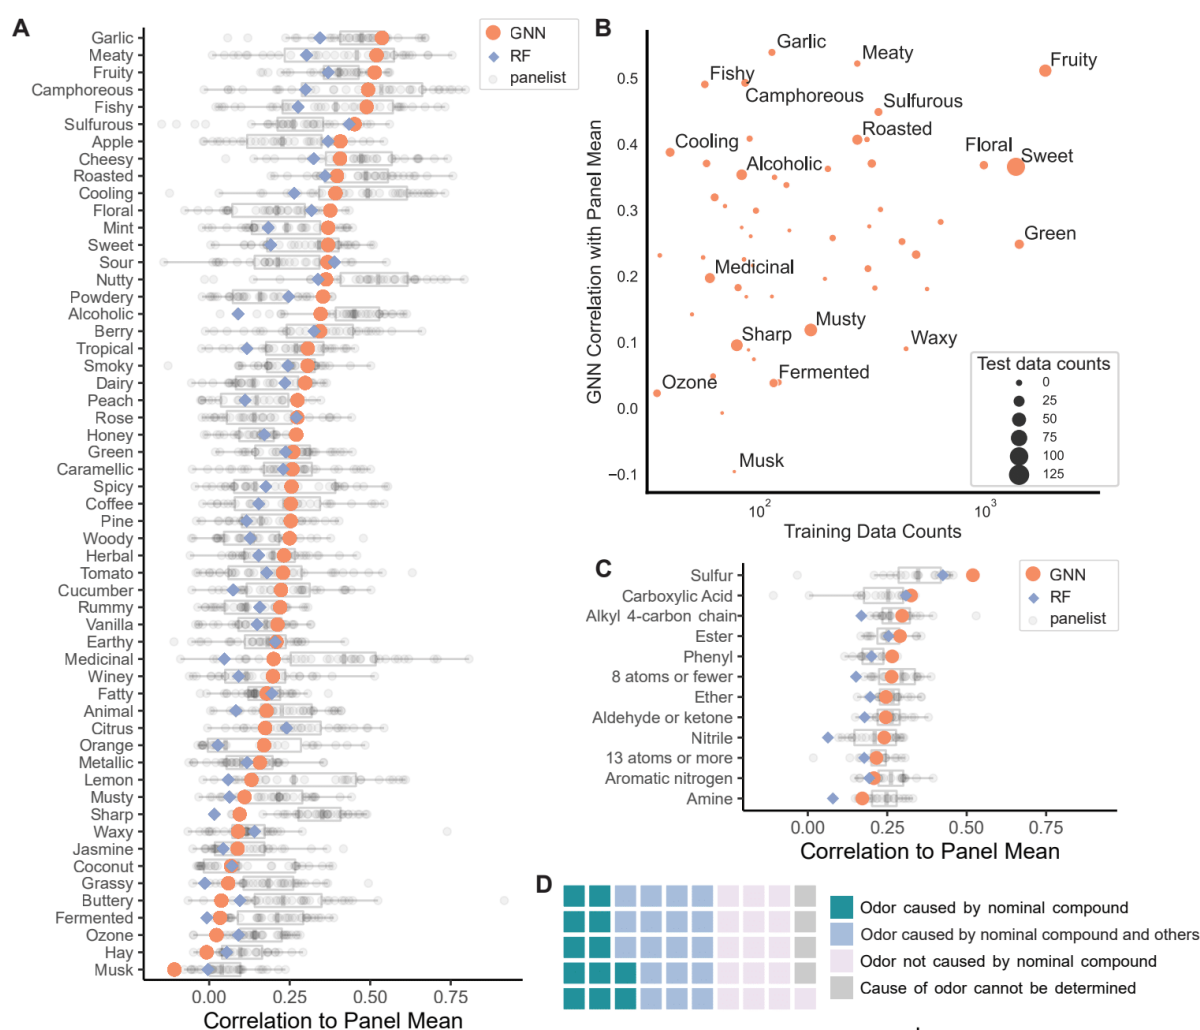 A
Garlic
Meaty
Fruity
Camphoreous
Fishy
Sulfurous
Apple
Cheesy
Roasted
Cooling
Floral
Mint
Sweet
Sour
Nutty
Powdery
Alcoholic
Berry
Tropical
Smoky
Dairy
Peach
Rose
Honey
Green
Caramellic
Spicy
Coffee
Pine
Woody
Herbal
Tomato
Cucumber
Rummy
Vanilla
Earthy
Medicinal
Winey
Fatty
Animal
Citrus
Orange
Metallic
Lemon
Musty
Sharp
Waxy
Jasmine
Coconut
Grassy
Buttery
Fermented
Ozone
Hay
Musk
0.00 0.25 0.50 0.75
Correlation to Panel Mean
GNN
RF
panelist
B
GNN Correlation with Panel Mean
0.5
0.4
0.3
0.2
0.1
0.0
−0.1
Garlic
Meaty
Fruity
Fishy
Camphoreous
Sulfurous
Roasted
Cooling
Floral
Sweet
Alcoholic
Green
Medicinal
Musty
Sharp
Waxy
Fermented
Ozone
Musk
Test data counts
0
25
50
75
100
125
10² 10³
Training Data Counts
C
Sulfur
Carboxylic Acid
Alkyl 4-carbon chain
Ester
Phenyl
8 atoms or fewer
Ether
Aldehyde or ketone
Nitrile
13 atoms or more
Aromatic nitrogen
Amine
0.00 0.25 0.50 0.75
Correlation to Panel Mean
GNN
RF
panelist
D
Odor caused by nominal compound
Odor caused by nominal compound and others
Odor not caused by nominal compound
Cause of odor cannot be determined